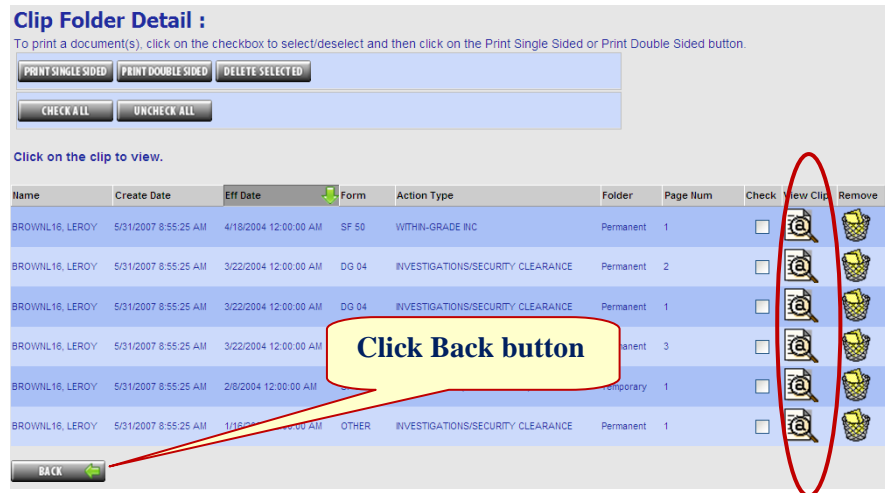 Clip Folder Detail :
To print a document(s), click on the checkbox to select/deselect and then click on the Print Single Sided or Print Double Sided button.
PRINT SINGLE SIDED PRINT DOUBLE SIDED DELETE SELECTED
CHECK ALL UNCHECK ALL
Click on the clip to view.
Name Create Date Eff Date Form Action Type Folder Page Num Check View Clip Remove
BROWNL16, LEROY 5/31/2007 8:55:25 AM 4/18/2004 12:00:00 AM SF 50 WITHIN-GRADE INC Permanent 1
BROWNL16, LEROY 5/31/2007 8:55:25 AM 3/22/2004 12:00:00 AM DG 04 INVESTIGATIONS/SECURITY CLEARANCE Permanent 2
BROWNL16, LEROY 5/31/2007 8:55:25 AM 3/22/2004 12:00:00 AM DG 04 INVESTIGATIONS/SECURITY CLEARANCE Permanent 1
BROWNL16, LEROY 5/31/2007 8:55:25 AM 3/22/2004 12:00:00 AM 3
Click Back button
BROWNL16, LEROY 5/31/2007 8:55:25 AM 2/8/2004 12:00:00 AM Temporary 1
BROWNL16, LEROY 5/31/2007 8:55:25 AM AM OTHER INVESTIGATIONS/SECURITY CLEARANCE Permanent 1
BACK